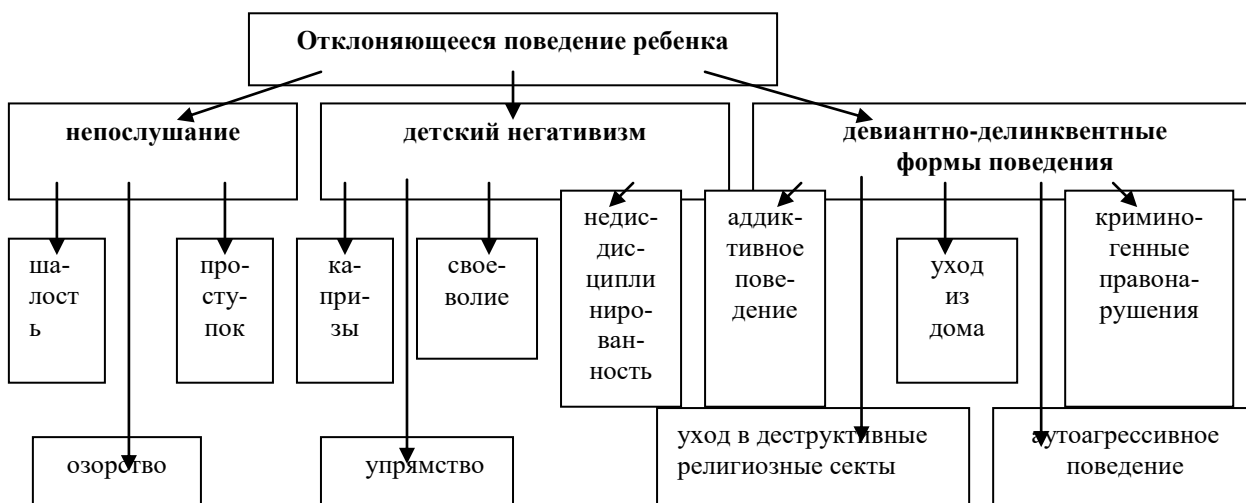 Отклоняющееся поведение ребенка
непослушание
детский негативизм
девиантно-делинквентные
формы поведения
ша-
лост
ь
про-
сту-
пок
ка-
при-
зы
свое-
волие
недис-
дис-
ципли
ниро-
ван-
ность
аддик-
тивное
пове-
дение
уход
из
дома
кримино-
генные
правона-
рушения
озорство
упрямство
уход в деструктивные
религиозные секты
аутоагрессивное
поведение